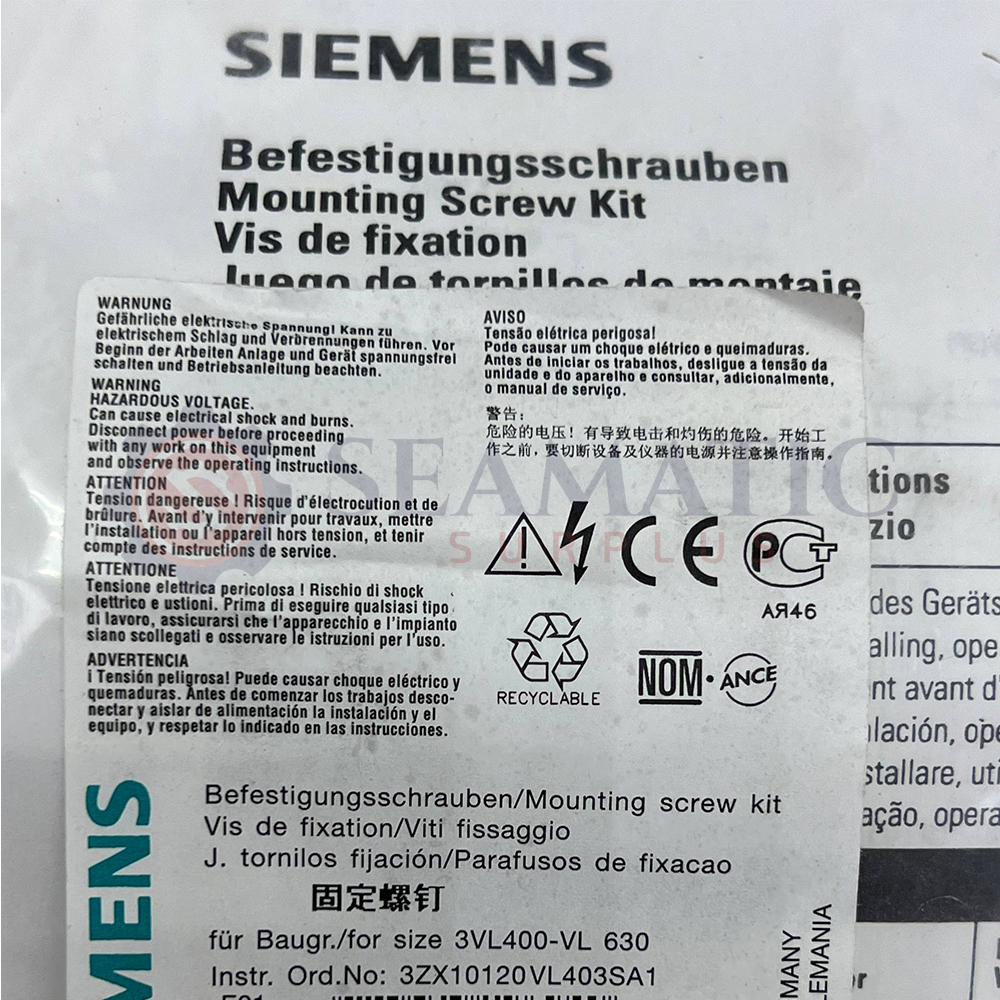 SIEMENS
Befestigungsschrauben
Mounting Screw Kit
Vis de fixation
Juego de tornillos de montaje
WARNUNG
Gefährliche elektrische Spannung! Kann zu
elektrischem Schlag und Verbrennungen führen. Vor
Beginn der Arbeiten Anlage und Gerät spannungsfrei
schalten und Betriebsanleitung beachten.
WARNING
HAZARDOUS VOLTAGE.
Can cause electrical shock and burns.
Disconnect power before proceeding
with any work on this equipment
and observe the operating instructions.
ATTENTION
Tension dangereuse ! Risque d'électrocution et de
brûlure. Avant d'y intervenir pour travaux, mettre
l'installation ou l'appareil hors tension, et tenir
compte des instructions de service.
ATTENTIONE
Tensione elettrica pericolosa ! Rischio di shock
elettrico e ustioni. Prima di eseguire qualsiasi tipo
di lavoro, assicurarsi che l'apparecchio e l'impianto
siano scollegati e osservare le istruzioni per l'uso.
ADVERTENCIA
¡ Tensión peligrosa! Puede causar choque eléctrico y
quemaduras. Antes de comenzar los trabajos desco-
nectar y aislar de alimentación la instalación y el
equipo, y respetar lo indicado en las instrucciones.
AVISO
Tensão elétrica perigosa!
Pode causar um choque elétrico e queimaduras.
Antes de iniciar os trabalhos, desligue a tensão da
unidade e do aparelho e consultar, adicionalmente,
o manual de serviço.
警告:
危险的电压! 有导致电击和灼伤的危险。开始工
作之前, 要切断设备及仪器的电源并注意操作指南。
SEAMATIC
SURPLUS
CE
РСТ
АЯ46
RECYCLABLE
NOM·ANCE
tions
zio
des Geräts
alling, ope
nt avant d'
alación, ope
stallare, uti
ação, opera
SIEMENS
Befestigungsschrauben/Mounting screw kit
Vis de fixation/Viti fissaggio
J. tornilos fijación/Parafusos de fixacao
固定螺钉
für Baugr./for size 3VL400-VL 630
Instr. Ord.No: 3ZX10120VL403SA1
E01
MANY
EMANIA